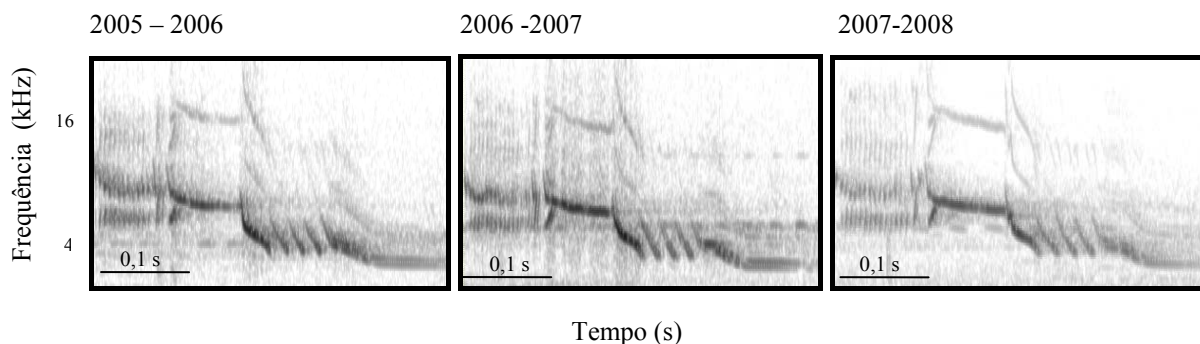 2005 – 2006
2006 -2007
2007-2008
Frequência (kHz)
16
4
0,1 s
0,1 s
0,1 s
Tempo (s)